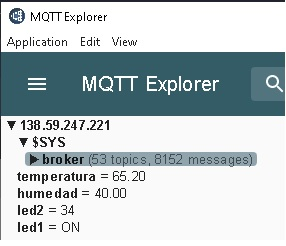 MQTT Explorer
Application Edit View
MQTT Explorer
▼ 138.59.247.221
▼ $SYS
▶ broker (53 topics, 8152 messages)
temperatura = 65.20
humedad = 40.00
led2 = 34
led1 = ON